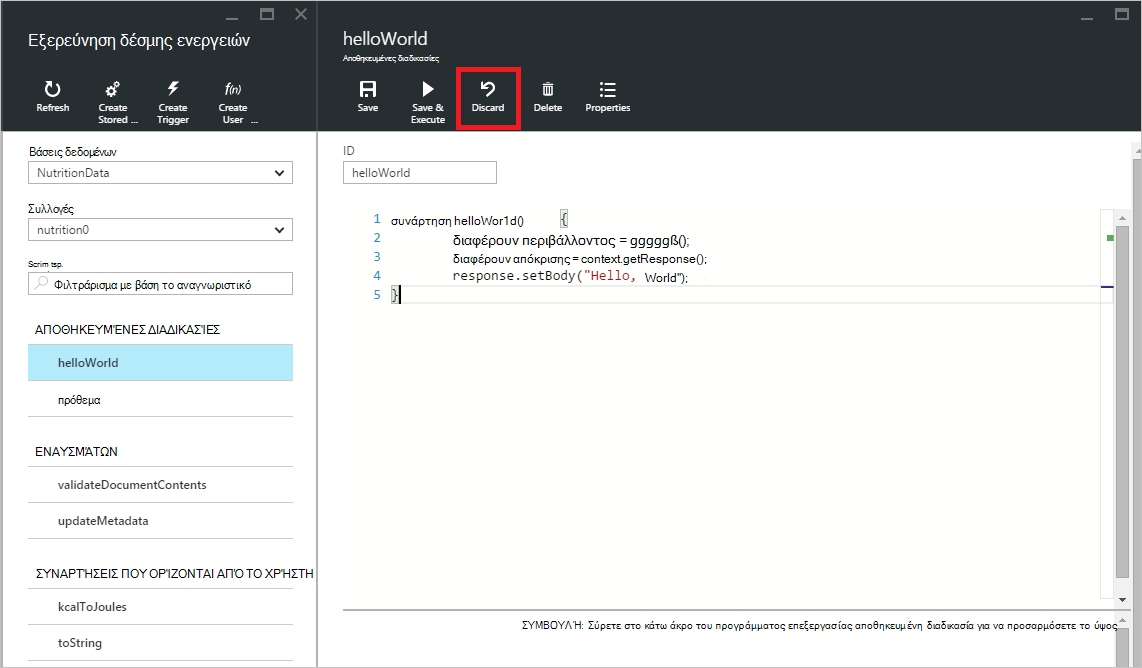 Εξερεύνηση δέσμης ενεργειών
Refresh
Create Stored ...
Create Trigger
f(n)
Create User ...
Βάσεις δεδομένων
NutritionData
Συλλογές
nutrition0
Scrim tsp.
Φιλτράρισμα με βάση το αναγνωριστικό
ΑΠΟΘΗΚΕΥΜΈΝΕΣ ΔΙΑΔΙΚΑΣΊΕΣ
helloWorld
πρόθεμα
ΕΝΑΥΣΜΆΤΩΝ
validateDocumentContents
updateMetadata
ΣΥΝΑΡΤΉΣΕΙΣ ΠΟΥ ΟΡΊΖΟΝΤΑΙ ΑΠΌ ΤΟ ΧΡΉΣΤΗ
kcalToJoules
toString
helloWorld
Αποθηκευμένες διαδικασίες
Save
Save & Execute
Discard
Delete
Properties
ID
helloWorld
1 συνάρτηση helloWor1d() {
2 διαφέρουν περιβάλλοντος = gggggß();
3 διαφέρουν απόκρισης = context.getResponse();
4 response.setBody("Hello, World");
5 }
ΣΥΜΒΟΥΛΉ: Σύρετε στο κάτω άκρο του προγράμματος επεξεργασίας αποθηκευμένη διαδικασία για να προσαρμόσετε το ύψος